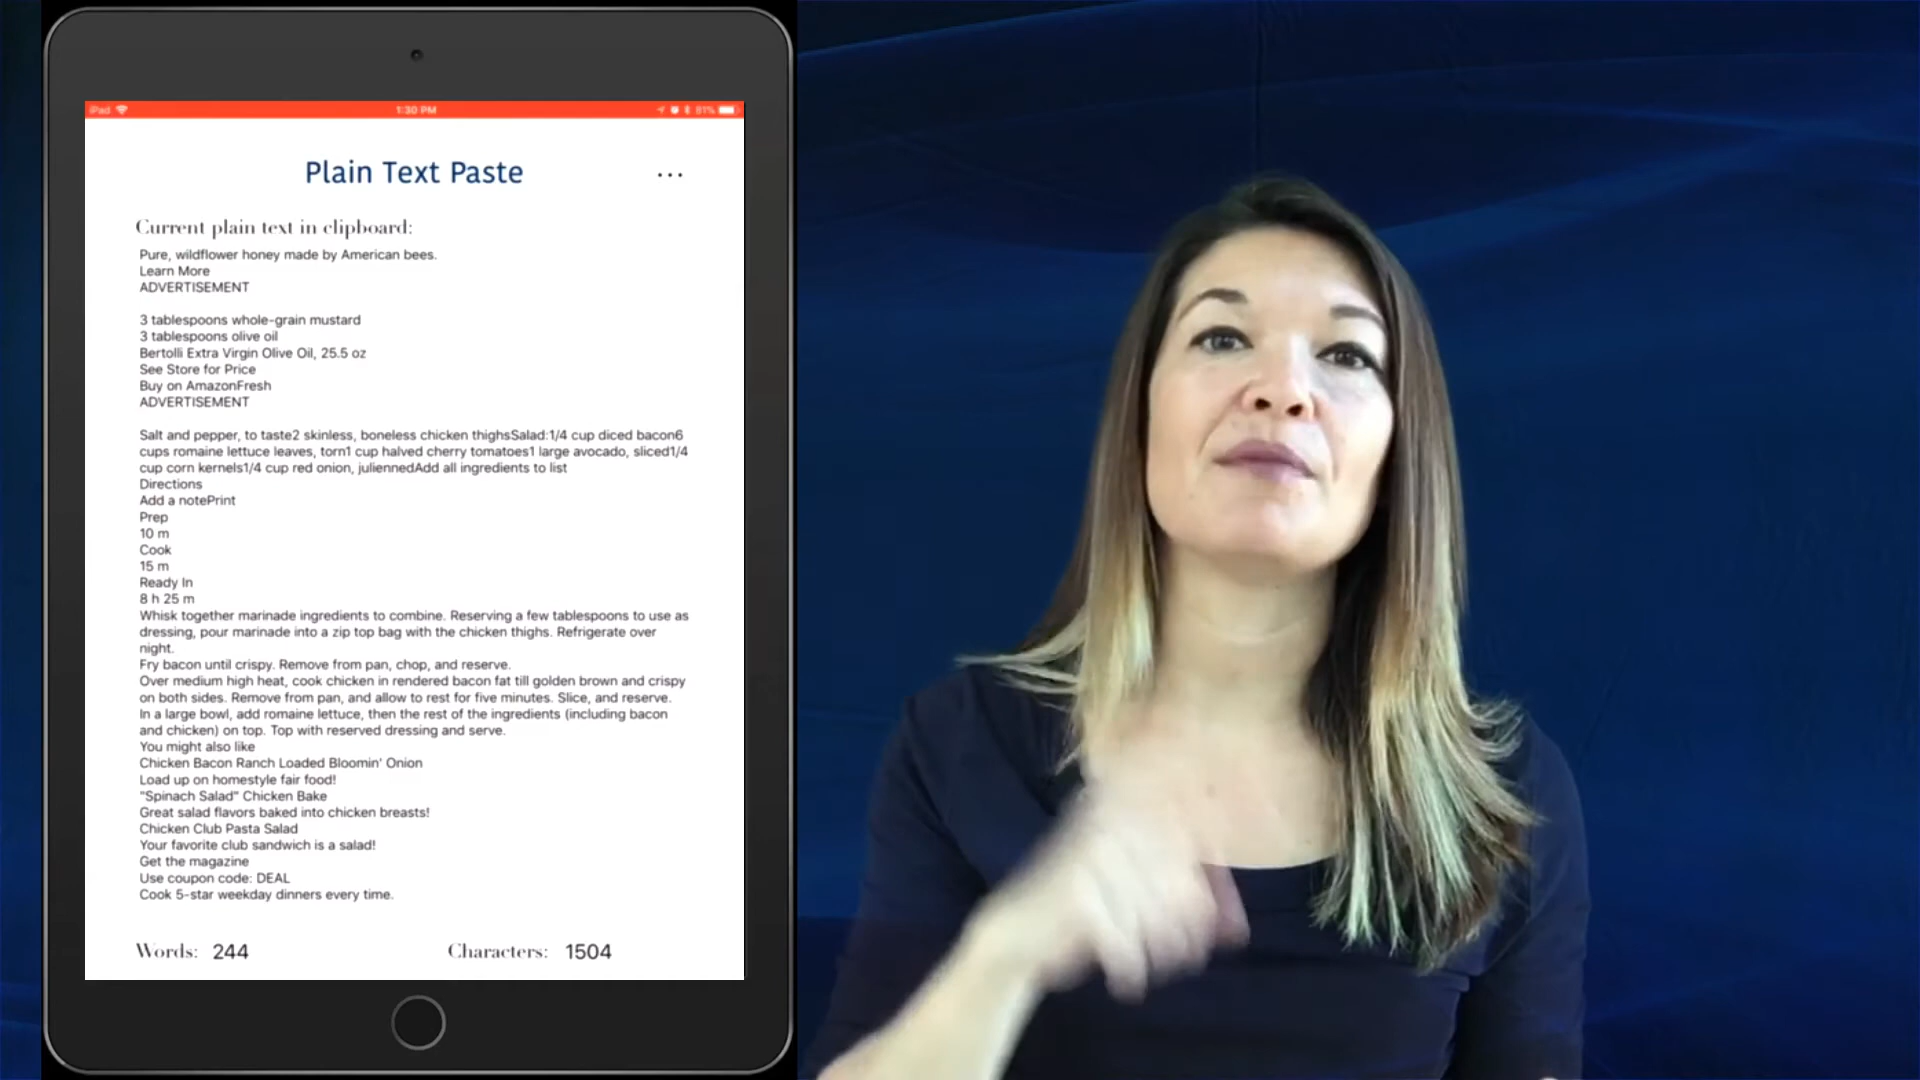 iPad 1:30 PM 81%
Plain Text Paste
...
Current plain text in clipboard:
Pure, wildflower honey made by American bees.
Learn More
ADVERTISEMENT
3 tablespoons whole-grain mustard
3 tablespoons olive oil
Bertolli Extra Virgin Olive Oil, 25.5 oz
See Store for Price
Buy on AmazonFresh
ADVERTISEMENT
Salt and pepper, to taste2 skinless, boneless chicken thighsSalad:1/4 cup diced bacon6
cups romaine lettuce leaves, torn1 cup halved cherry tomatoes1 large avocado, sliced1/4
cup corn kernels1/4 cup red onion, juliennedAdd all ingredients to list
Directions
Add a notePrint
Prep
10 m
Cook
15 m
Ready In
8 h 25 m
Whisk together marinade ingredients to combine. Reserving a few tablespoons to use as
dressing, pour marinade into a zip top bag with the chicken thighs. Refrigerate over
night.
Fry bacon until crispy. Remove from pan, chop, and reserve.
Over medium high heat, cook chicken in rendered bacon fat till golden brown and crispy
on both sides. Remove from pan, and allow to rest for five minutes. Slice, and reserve.
In a large bowl, add romaine lettuce, then the rest of the ingredients (including bacon
and chicken) on top. Top with reserved dressing and serve.
You might also like
Chicken Bacon Ranch Loaded Bloomin' Onion
Load up on homestyle fair food!
"Spinach Salad" Chicken Bake
Great salad flavors baked into chicken breasts!
Chicken Club Pasta Salad
Your favorite club sandwich is a salad!
Get the magazine
Use coupon code: DEAL
Cook 5-star weekday dinners every time.
Words: 244 Characters: 1504